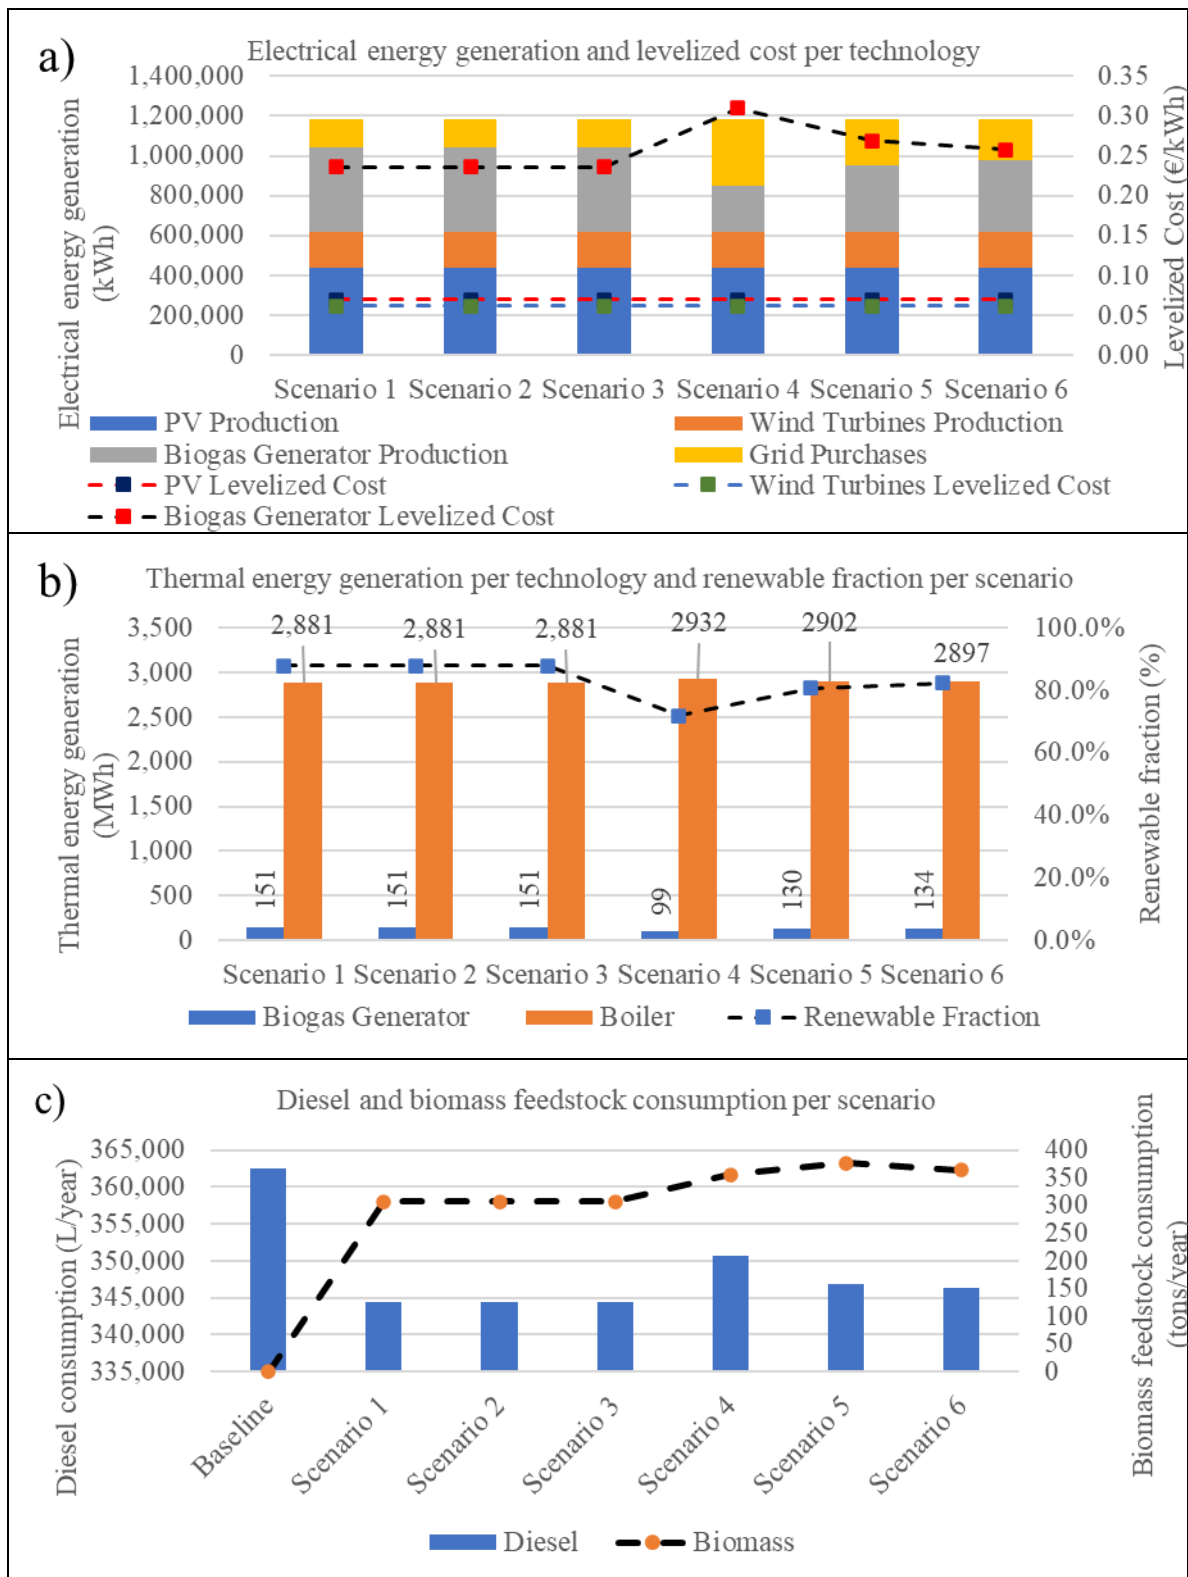 a)
Electrical energy generation and levelized cost per technology
Electrical energy generation
(kWh)
1,400,000
1,200,000
1,000,000
800,000
600,000
400,000
200,000
0
0.35
0.30
0.25
0.20
0.15
0.10
0.05
0.00
Levelized Cost (€/kWh)
Scenario 1 Scenario 2 Scenario 3 Scenario 4 Scenario 5 Scenario 6
PV Production
Wind Turbines Production
Biogas Generator Production
Grid Purchases
PV Levelized Cost
Wind Turbines Levelized Cost
Biogas Generator Levelized Cost
b)
Thermal energy generation per technology and renewable fraction per scenario
Thermal energy generation
(MWh)
3,500
3,000
2,500
2,000
1,500
1,000
500
0
2,881
2,881
2,881
2932
2902
2897
151
151
151
99
130
134
100.0%
80.0%
60.0%
40.0%
20.0%
0.0%
Renewable fraction (%)
Scenario 1 Scenario 2 Scenario 3 Scenario 4 Scenario 5 Scenario 6
Biogas Generator
Boiler
Renewable Fraction
c)
Diesel and biomass feedstock consumption per scenario
Diesel consumption (L/year)
365,000
360,000
355,000
350,000
345,000
340,000
335,000
400
350
300
250
200
150
100
50
0
Biomass feedstock consumption
(tons/year)
Baseline
Scenario 1
Scenario 2
Scenario 3
Scenario 4
Scenario 5
Scenario 6
Diesel
Biomass